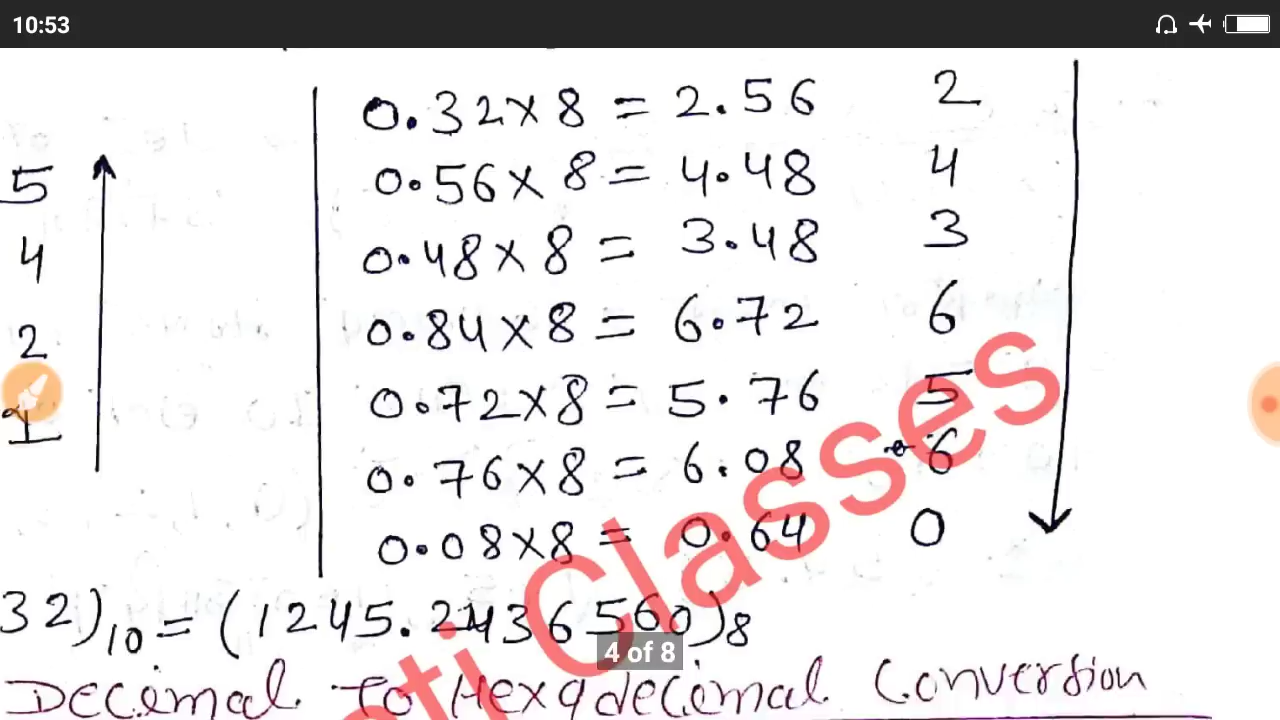 10:53
0.32×8 = 2.56 2
0.56×8 = 4.48 4
0.48×8 = 3.48 3
0.84×8 = 6.72 6
0.72×8 = 5.76 5
0.76×8 = 6.08 6
0.08×8 = 0.64 0
5
4
2
1
32)10 = (1245.2436560)8
4 of 8
Decimal To Hexadecimal Conversion
Classes